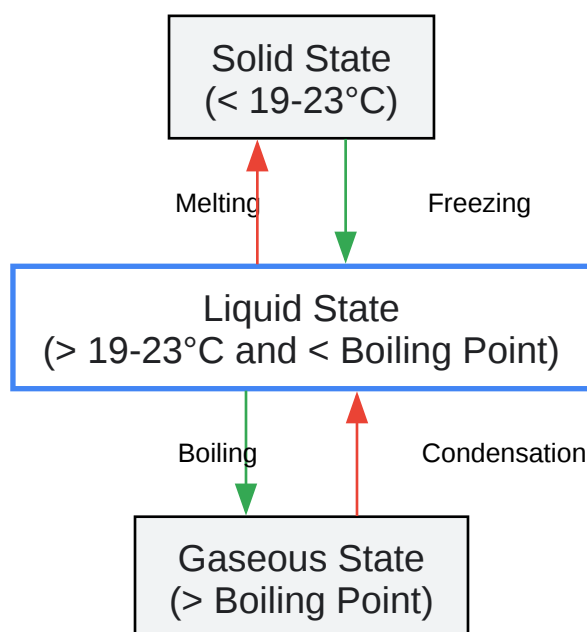 Solid State
(< 19-23°C)
Melting
Freezing
Liquid State
(> 19-23°C and < Boiling Point)
Boiling
Condensation
Gaseous State
(> Boiling Point)